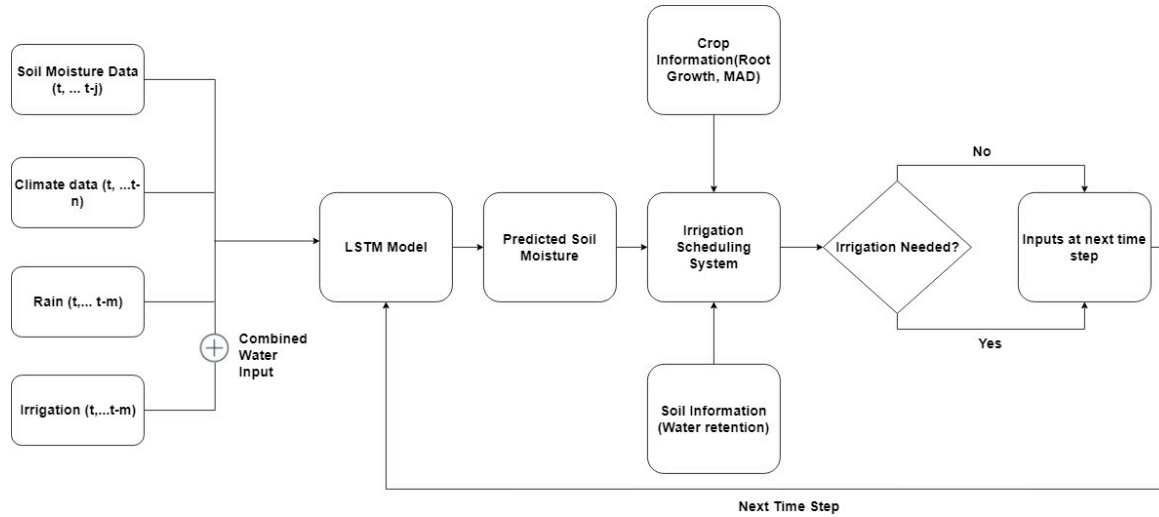 Soil Moisture Data
(t, ... t-j)
Climate data (t, ...t-
n)
Rain (t,... t-m)
Irrigation (t,...t-m)
Combined
Water
Input
LSTM Model
Predicted Soil
Moisture
Crop
Information(Root
Growth, MAD)
Irrigation
Scheduling
System
Soil Information
(Water retention)
Irrigation Needed?
No
Yes
Inputs at next time
step
Next Time Step